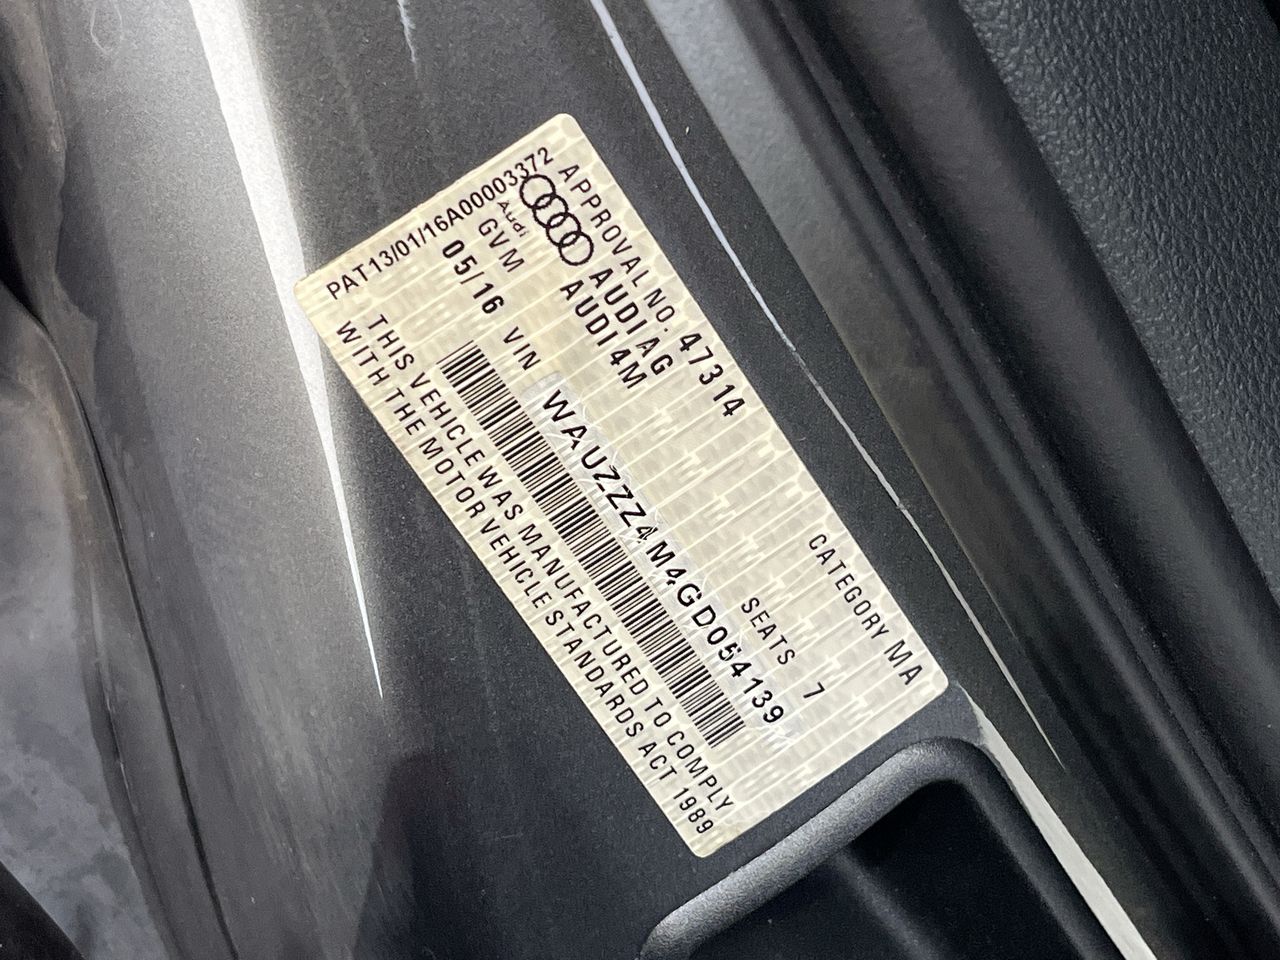 PAT13/01/16A00003372
APPROVAL NO. 47314
CATEGORY MA
Audi
AUDI AG
AUDI 4M
GVM
SEATS 7
05/16
VIN
WAUZZZ4M4GD054139
THIS VEHICLE WAS MANUFACTURED TO COMPLY
WITH THE MOTOR VEHICLE STANDARDS ACT 1989